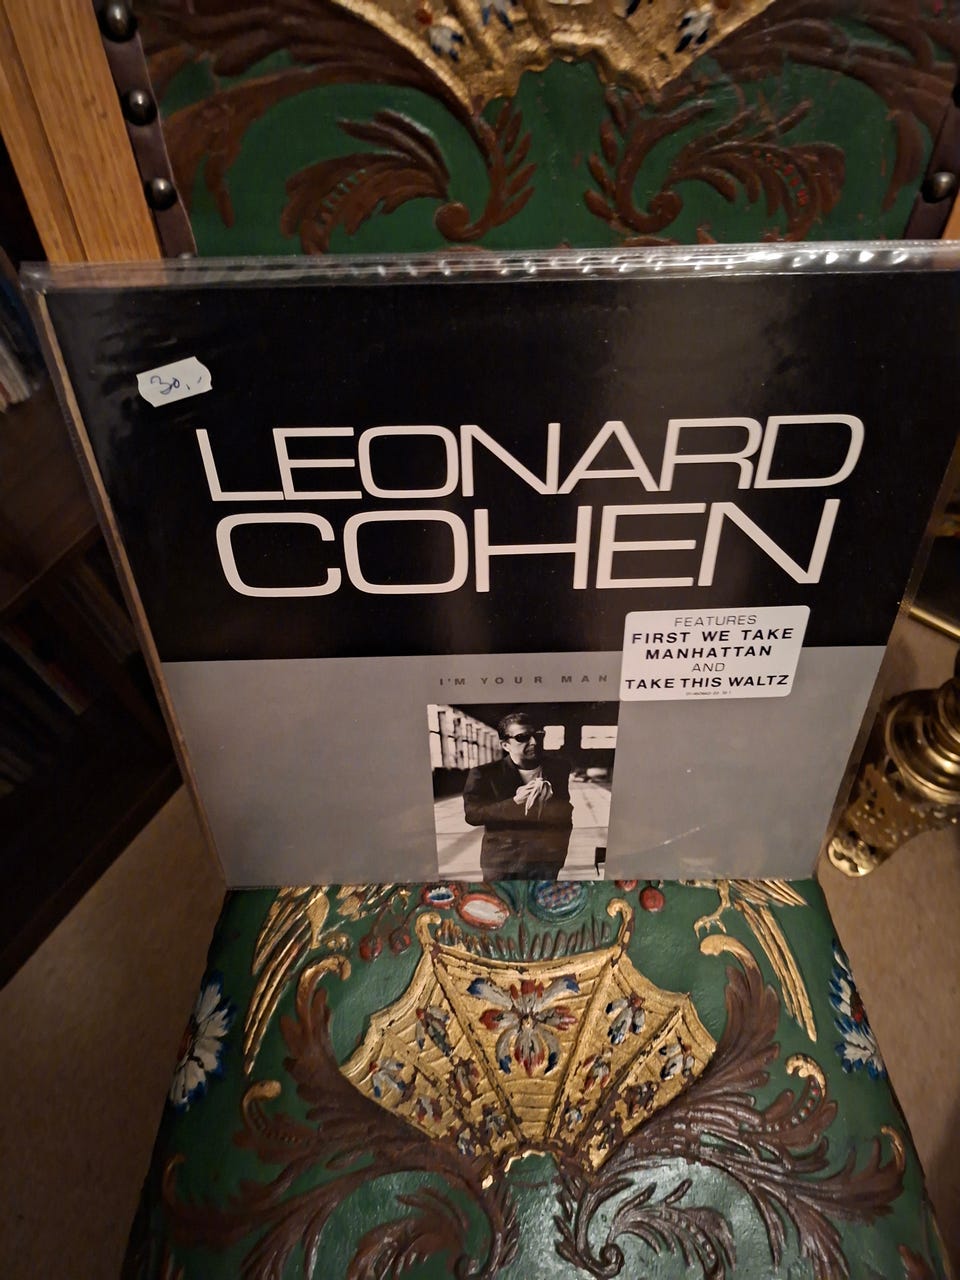 30,-
LEONARD
COHEN
FEATURES
FIRST WE TAKE
MANHATTAN
AND
TAKE THIS WALTZ
I'M YOUR MAN